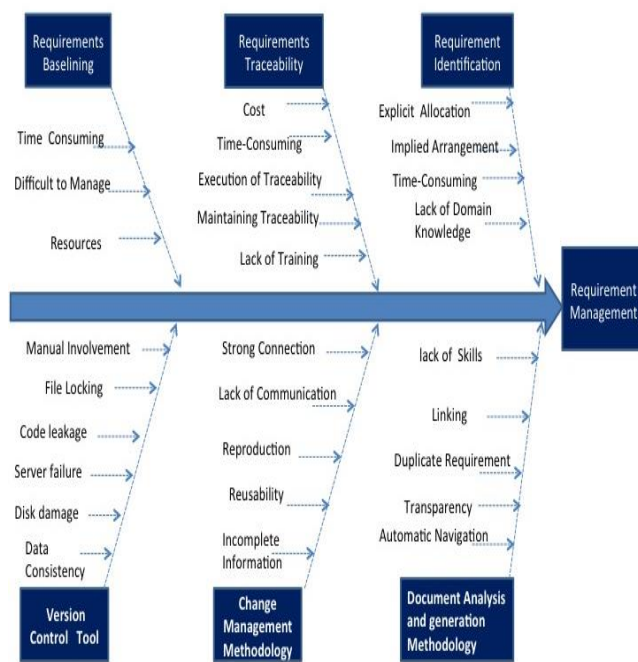 Requirements
Baselining
Requirements
Traceability
Requirement
Identification
Time Consuming
Difficult to Manage
Resources
Cost
Time-Consuming
Execution of Traceability
Maintaining Traceability
Lack of Training
Explicit Allocation
Implied Arrangement
Time-Consuming
Lack of Domain
Knowledge
Requirement
Management
Manual Involvement
File Locking
Code leakage
Server failure
Disk damage
Data
Consistency
Strong Connection
Lack of Communication
Reproduction
Reusability
Incomplete
Information
lack of Skills
Linking
Duplicate Requirement
Transparency
Automatic Navigation
Version
Control Tool
Change
Management
Methodology
Document Analysis
and generation
Methodology